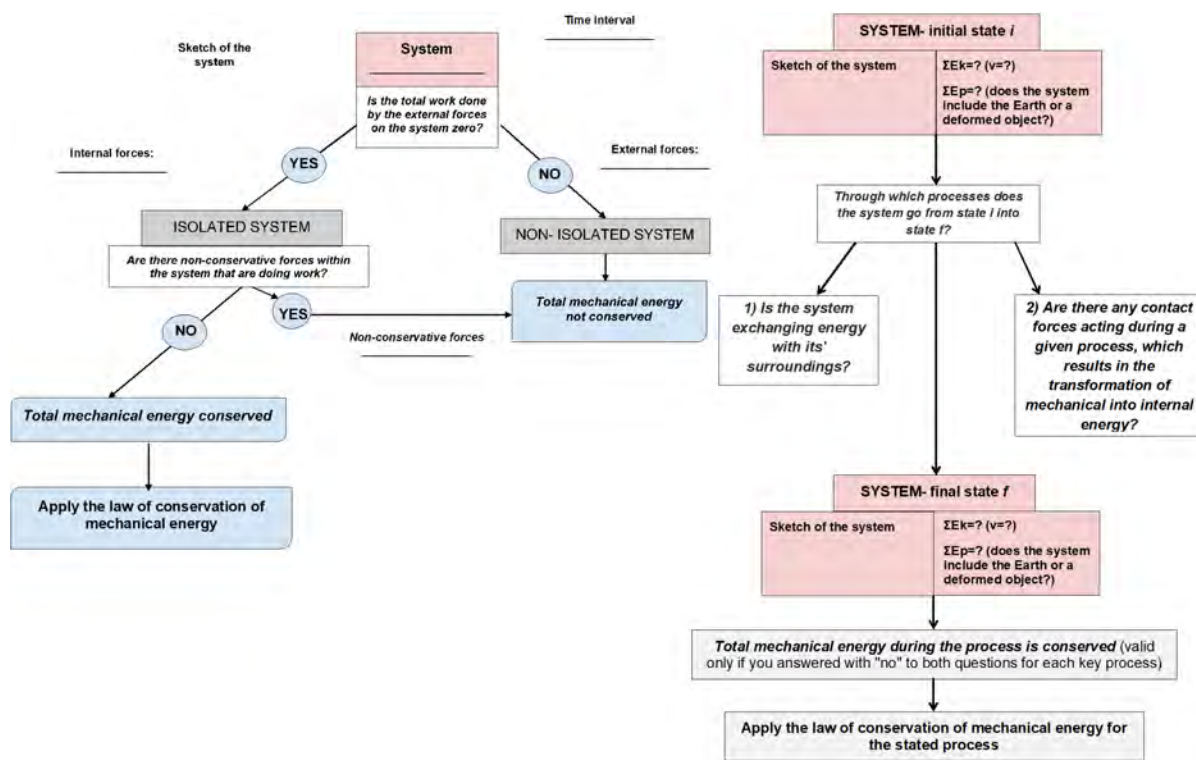 Time interval
Sketch of the
system
System
Is the total work done
by the external forces
on the system zero?
Internal forces:
YES
NO
External forces:
ISOLATED SYSTEM
NON- ISOLATED SYSTEM
Are there non-conservative forces within
the system that are doing work?
NO
YES
Total mechanical energy
not conserved
Non-conservative forces
Total mechanical energy conserved
Apply the law of conservation of
mechanical energy
SYSTEM- initial state i
Sketch of the system
ΣEk=? (v=?)
ΣEp=? (does the system
include the Earth or a
deformed object?)
Through which processes does
the system go from state i into
state f?
1) Is the system
exchanging energy
with its'
surroundings?
2) Are there any contact
forces acting during a
given process, which
results in the
transformation of
mechanical into internal
energy?
SYSTEM- final state f
Sketch of the system
ΣEk=? (v=?)
ΣEp=? (does the system
include the Earth or a
deformed object?)
Total mechanical energy during the process is conserved (valid
only if you answered with "no" to both questions for each key process)
Apply the law of conservation of mechanical energy for
the stated process